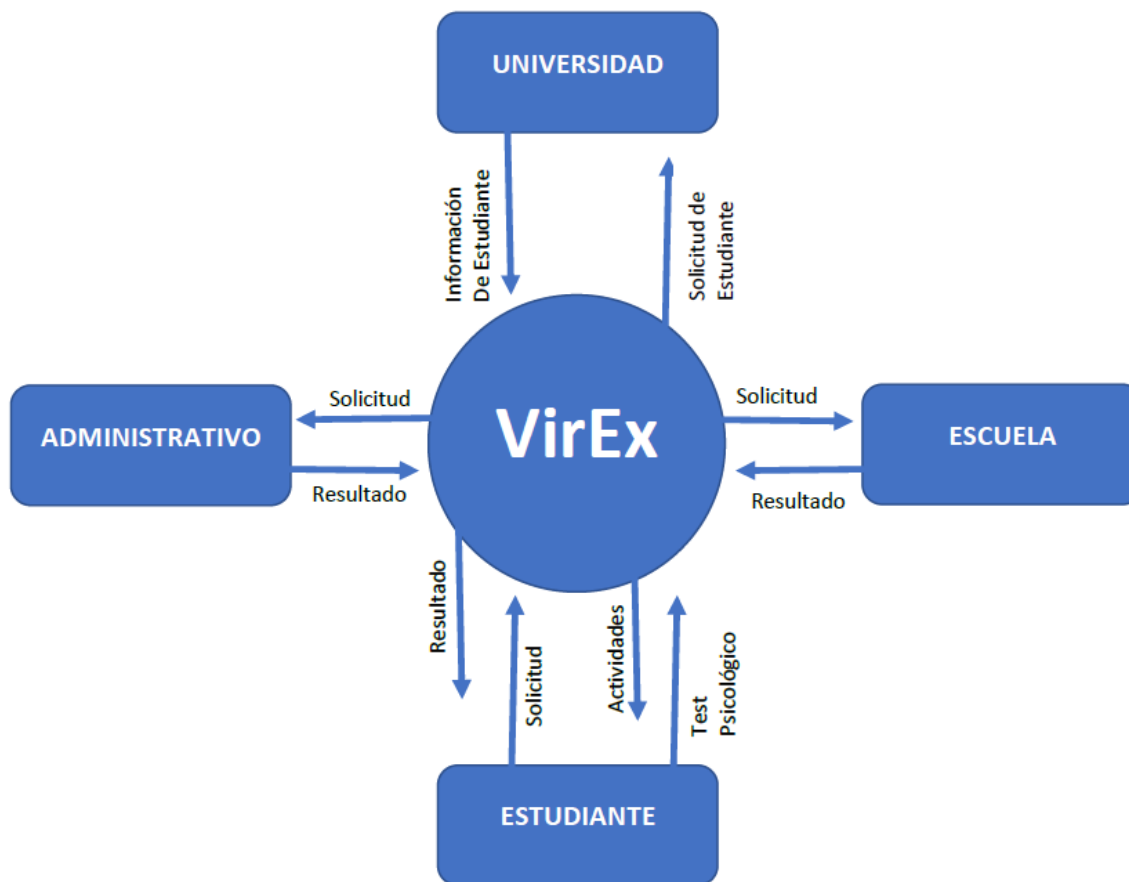 UNIVERSIDAD
Información
De Estudiante
Solicitud de
Estudiante
Solicitud
Solicitud
ADMINISTRATIVO
VirEx
ESCUELA
Resultado
Resultado
Resultado
Solicitud
Actividades
Test
Psicológico
ESTUDIANTE